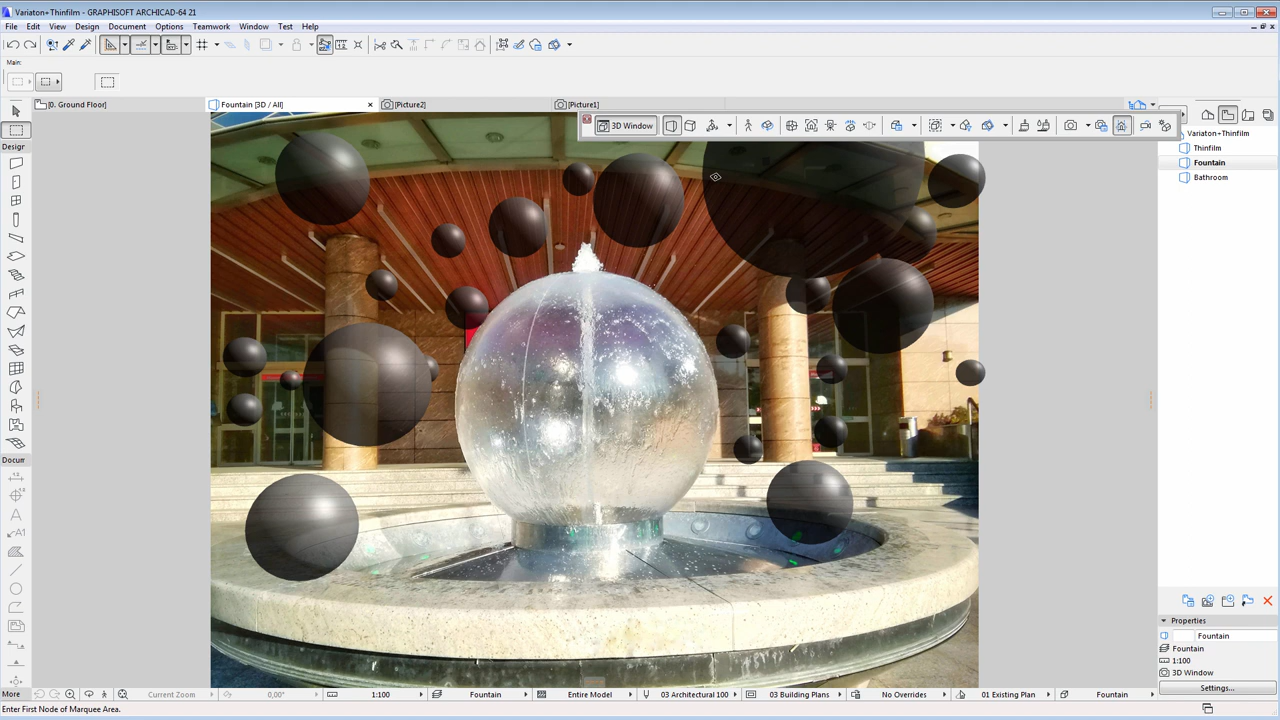 Variaton+Thinfilm - GRAPHISOFT ARCHICAD-64 21
File Edit View Design Document Options Teamwork Window Test Help
Main:
[0. Ground Floor] Fountain [3D / All] [Picture2] [Picture1]
3D Window
Variaton+Thinfilm
Thinfilm
Fountain
Bathroom
Design
Docum
A
A1
Properties
Fountain
Fountain
1:100
3D Window
Settings...
More Current Zoom 0,00° 1:100 Fountain Entire Model 03 Architectural 100 03 Building Plans No Overrides 01 Existing Plan Fountain
Enter First Node of Marquee Area.